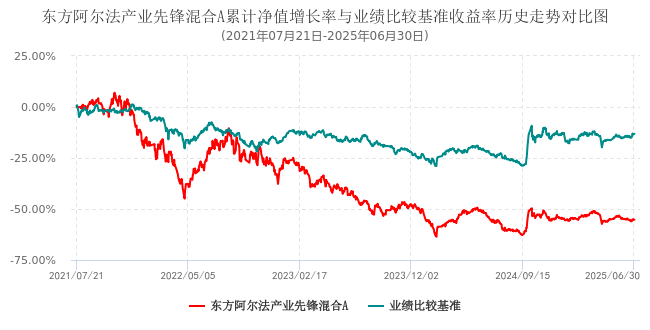 东方阿尔法产业先锋混合A累计净值增长率与业绩比较基准收益率历史走势对比图
(2021年07月21日-2025年06月30日)
25.00%
0.00%
-25.00%
-50.00%
-75.00%
2021/07/21 2022/05/05 2023/02/17 2023/12/02 2024/09/15 2025/06/30
东方阿尔法产业先锋混合A 业绩比较基准